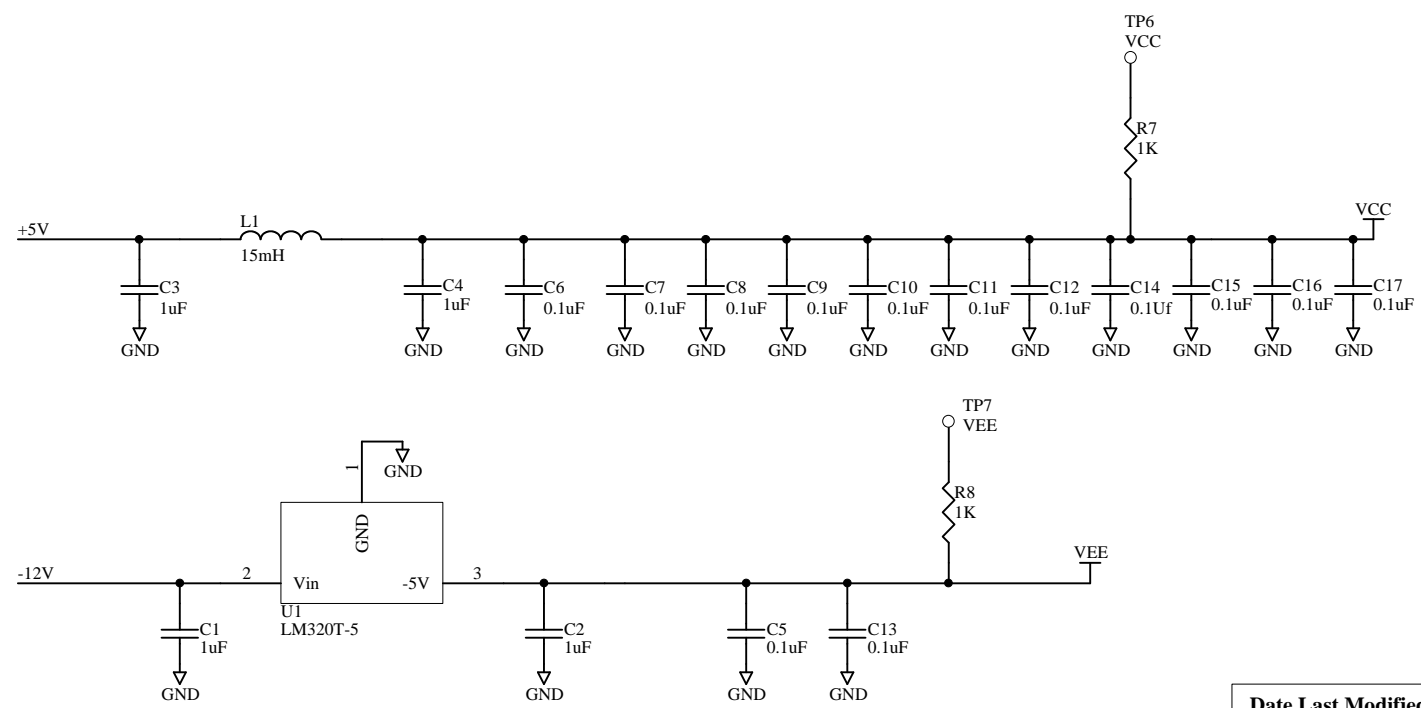 TP6
VCC
R7
1K
+5V
L1
15mH
VCC
C3
1uF
GND
C4
1uF
GND
C6
0.1uF
GND
C7
0.1uF
GND
C8
0.1uF
GND
C9
0.1uF
GND
C10
0.1uF
GND
C11
0.1uF
GND
C12
0.1uF
GND
C14
0.1Uf
GND
C15
0.1uF
GND
C16
0.1uF
GND
C17
0.1uF
GND
TP7
VEE
R8
1K
1
GND
GND
-12V
2
Vin
-5V
3
U1
LM320T-5
VEE
C1
1uF
GND
C2
1uF
GND
C5
0.1uF
GND
C13
0.1uF
GND
Date Last Modified